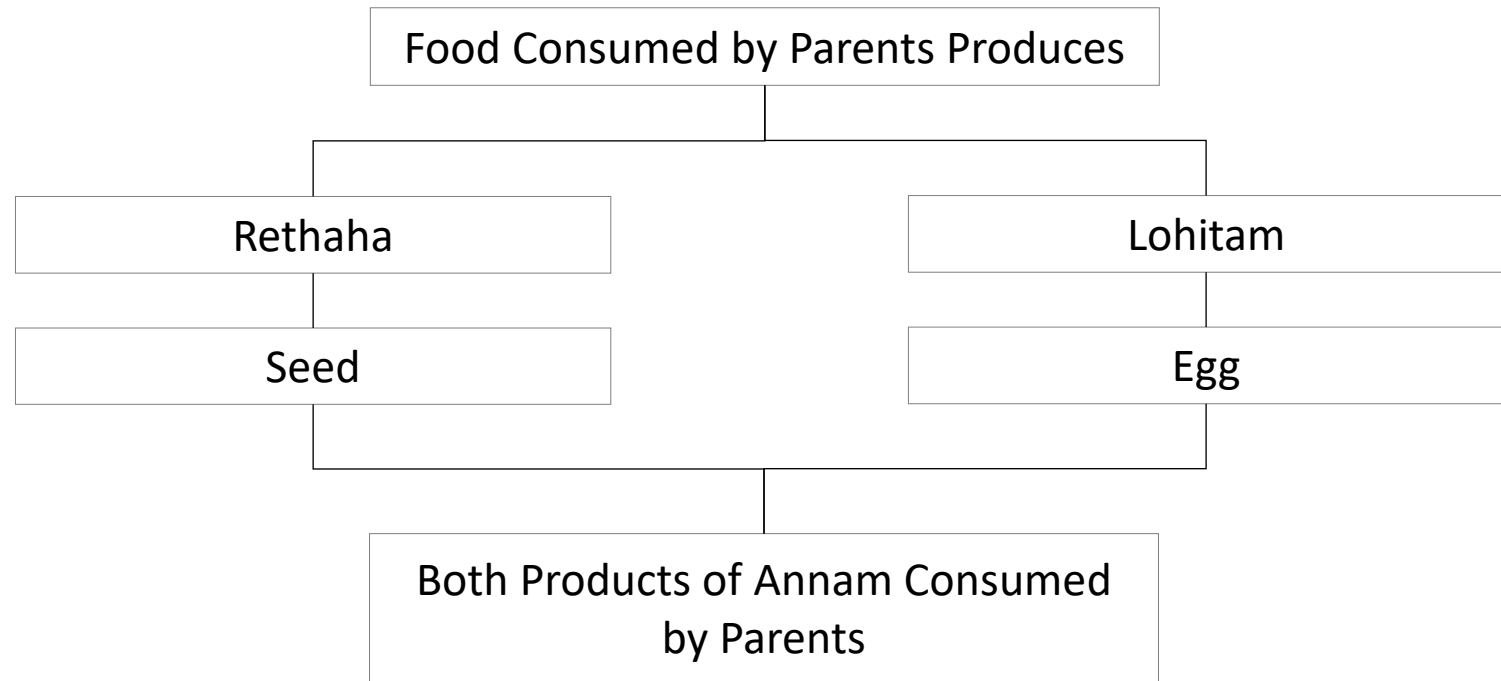 Food Consumed by Parents Produces
Rethaha
Lohitam
Seed
Egg
Both Products of Annam Consumed
by Parents